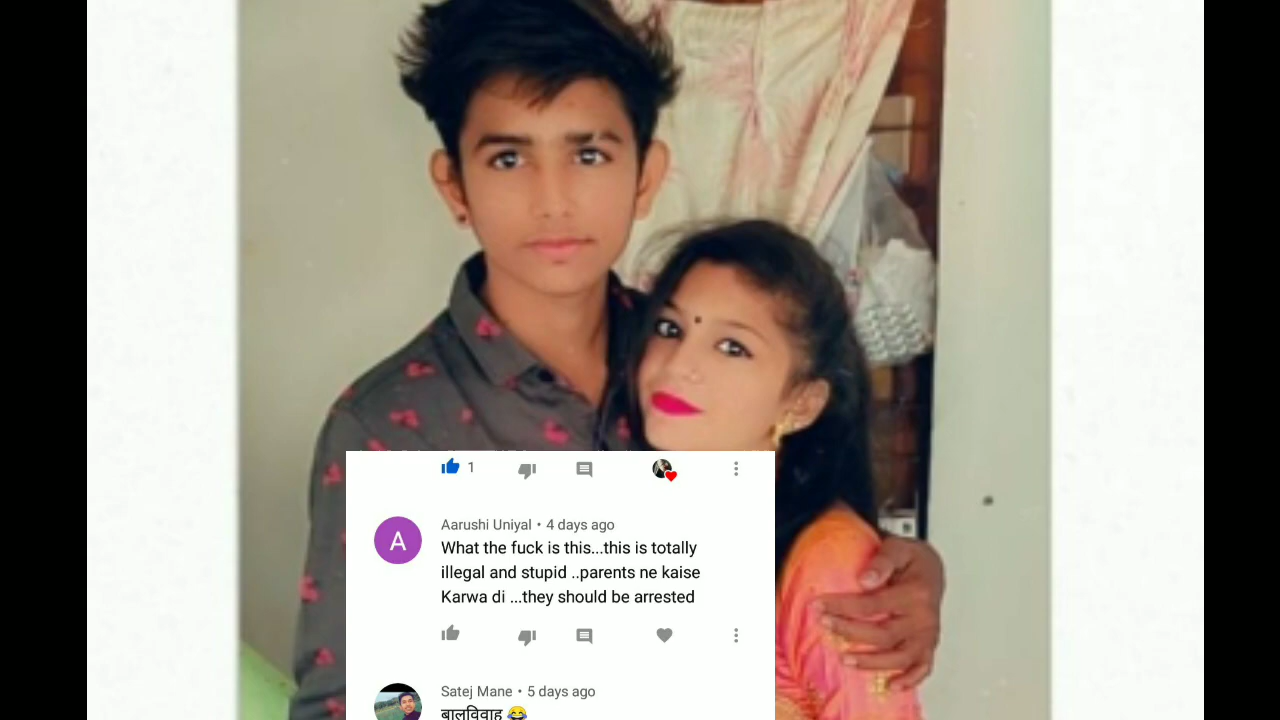 1
A
Aarushi Uniyal • 4 days ago
What the fuck is this...this is totally
illegal and stupid ..parents ne kaise
Karwa di ...they should be arrested
Satej Mane • 5 days ago
बालविवाह 😂